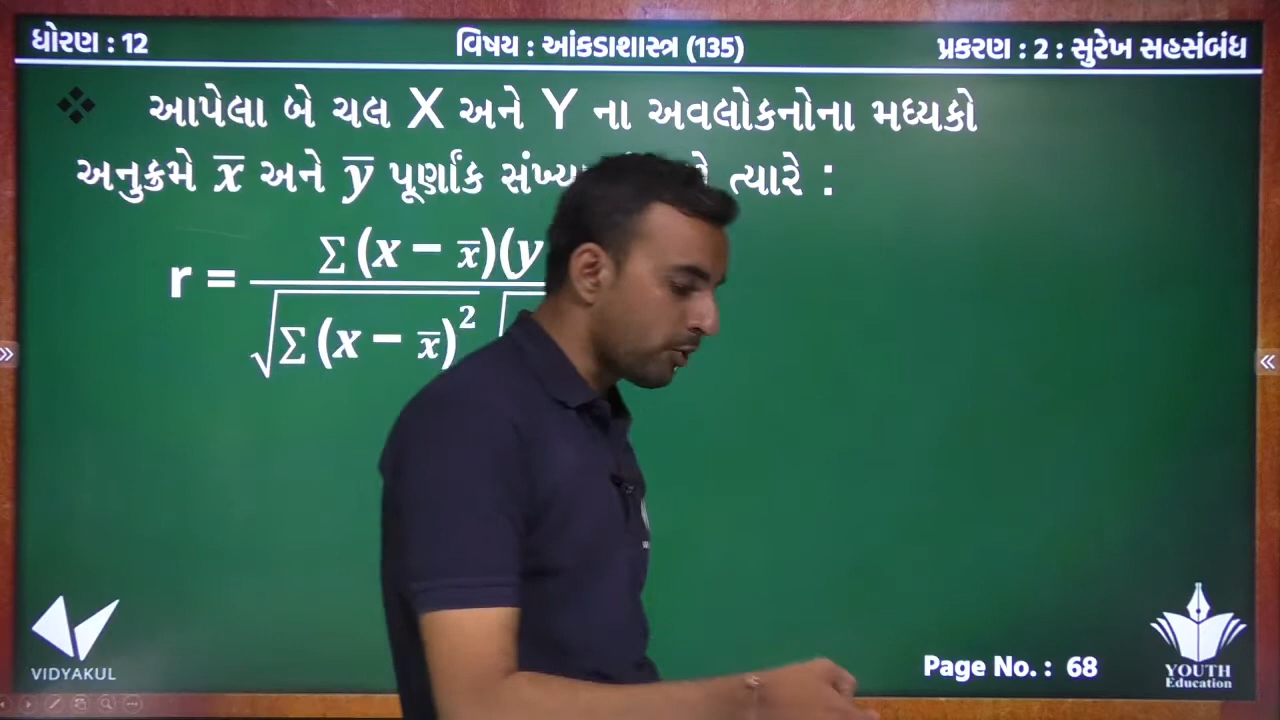 ધોરણ : 12
વિષય : આંકડાશાસ્ત્ર (135)
પ્રકરણ : 2 : સુરેખ સહસંબંધ
❖ આપેલા બે ચલ X અને Y ના અવલોકનોના મધ્યકો
અનુક્રમે x̅ અને y̅ પૂર્ણાંક ત્યારે :
r = Σ (x − x̅)(y
√Σ (x − x̅)²
VIDYAKUL
Page No. : 68
YOUTH
Education